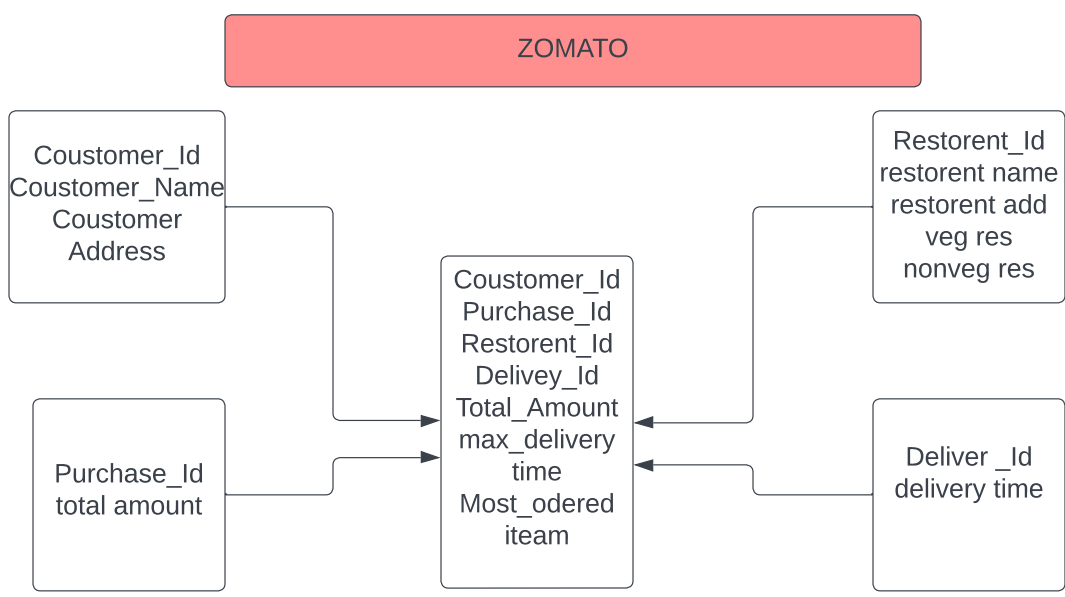 ZOMATO
Coustomer_Id
Coustomer_Name
Coustomer
Address
Restorent_Id
restorent name
restorent add
veg res
nonveg res
Coustomer_Id
Purchase_Id
Restorent_Id
Delivey_Id
Total_Amount
max_delivery
time
Most_odered
iteam
Purchase_Id
total amount
Deliver _Id
delivery time